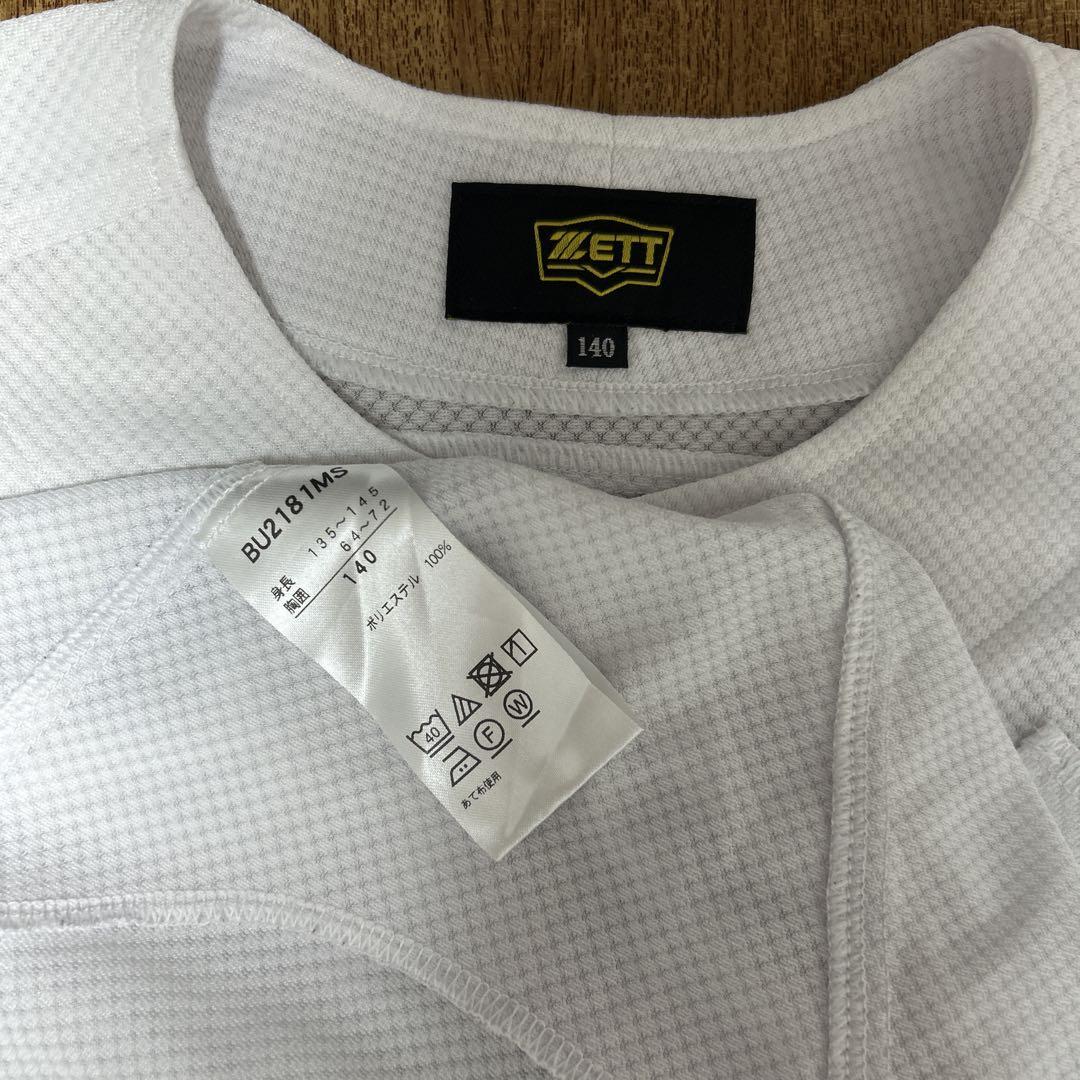 ZETT
140
BU2181MS
身長 135～145
胸囲 64～72
140
ポリエステル 100%
40
F W
あて布使用